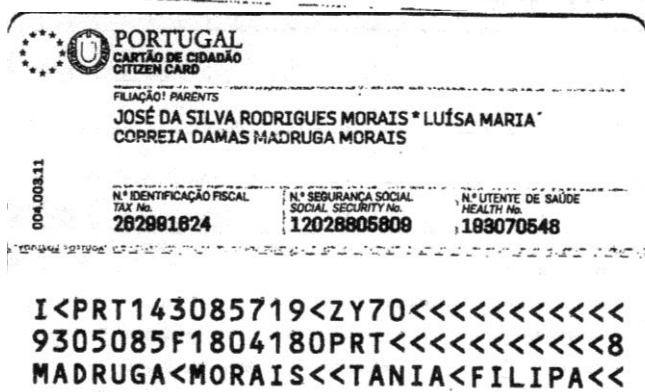 PORTUGAL
CARTÃO DE CIDADÃO
CITIZEN CARD
FILIAÇÃO! PARENTS
JOSÉ DA SILVA RODRIGUES MORAIS * LUÍSA MARIA
CORREIA DAMAS MADRUGA MORAIS
004.003.11
N.º IDENTIFICAÇÃO FISCAL
TAX No.
262991624
N.º SEGURANÇA SOCIAL
SOCIAL SECURITY No.
12028805809
N.º UTENTE DE SAÚDE
HEALTH No.
193070548
I<PRT143085719<ZY70<<<<<<<<<<<
9305085F1804180PRT<<<<<<<<<<<8
MADRUGA<MORAIS<<TANIA<FILIPA<<